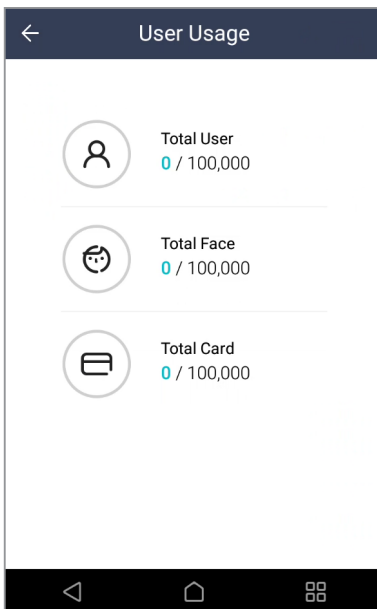 User Usage
Total User
0 / 100,000
Total Face
0 / 100,000
Total Card
0 / 100,000